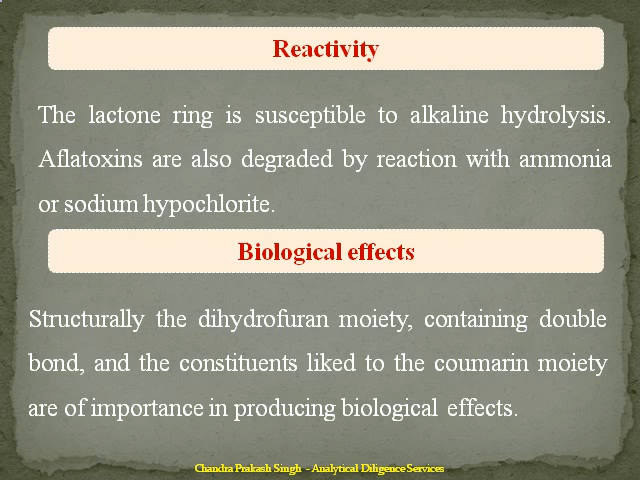 Reactivity
The lactone ring is susceptible to alkaline hydrolysis.
Aflatoxins are also degraded by reaction with ammonia
or sodium hypochlorite.
Biological effects
Structurally the dihydrofuran moiety, containing double
bond, and the constituents liked to the coumarin moiety
are of importance in producing biological effects.
Chandra Prakash Singh - Analytical Diligence Services